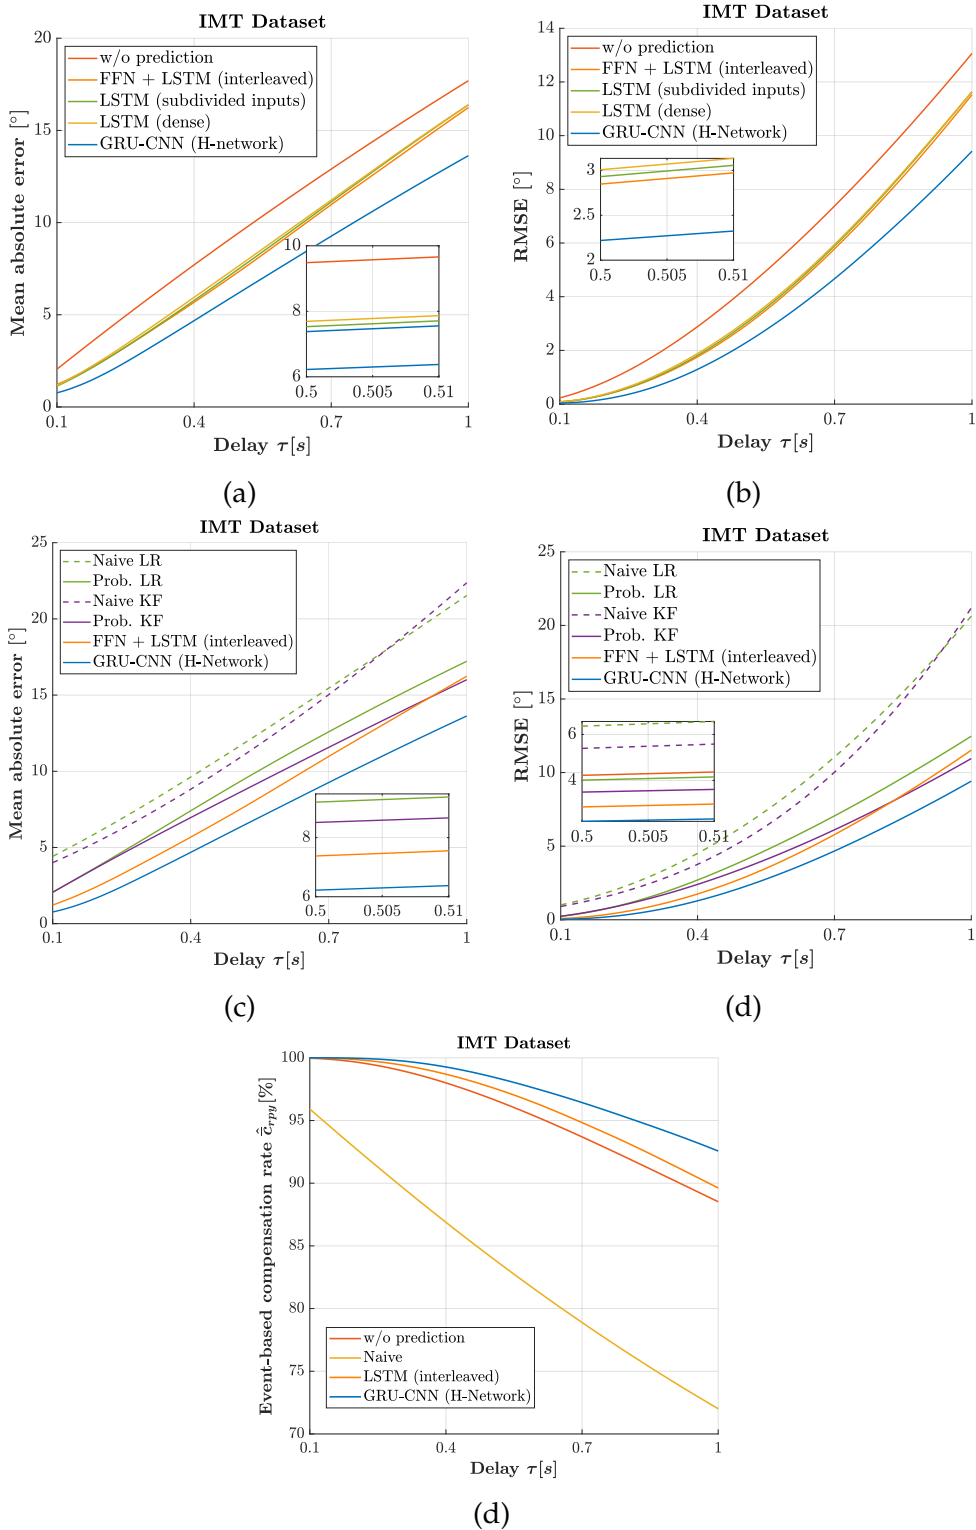 IMT Dataset
20
15
10
5
0
Mean absolute error [°]
w/o prediction
FFN + LSTM (interleaved)
LSTM (subdivided inputs)
LSTM (dense)
GRU-CNN (H-network)
10
8
6
0.5 0.505 0.51
0.1 0.4 0.7 1
Delay τ[s]
(a)
IMT Dataset
14
12
10
8
6
4
2
0
RMSE [°]
w/o prediction
FFN + LSTM (interleaved)
LSTM (subdivided inputs)
LSTM (dense)
GRU-CNN (H-Network)
3
2.5
2
0.5 0.505 0.51
0.1 0.4 0.7 1
Delay τ[s]
(b)
IMT Dataset
25
20
15
10
5
0
Mean absolute error [°]
Naive LR
Prob. LR
Naive KF
Prob. KF
FFN + LSTM (interleaved)
GRU-CNN (H-Network)
8
6
0.5 0.505 0.51
0.1 0.4 0.7 1
Delay τ[s]
(c)
IMT Dataset
25
20
15
10
5
0
RMSE [°]
Naive LR
Prob. LR
Naive KF
Prob. KF
FFN + LSTM (interleaved)
GRU-CNN (H-Network)
6
4
0.5 0.505 0.51
0.1 0.4 0.7 1
Delay τ[s]
(d)
IMT Dataset
100
95
90
85
80
75
70
Event-based compensation rate ĉ̄_rpy[%]
w/o prediction
Naive
LSTM (interleaved)
GRU-CNN (H-Network)
0.1 0.4 0.7 1
Delay τ[s]
(d)